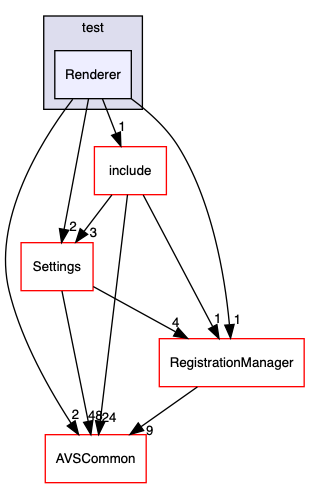 test
Renderer
1
include
2
3
Settings
4
1
1
RegistrationManager
2
48
24
9
AVSCommon